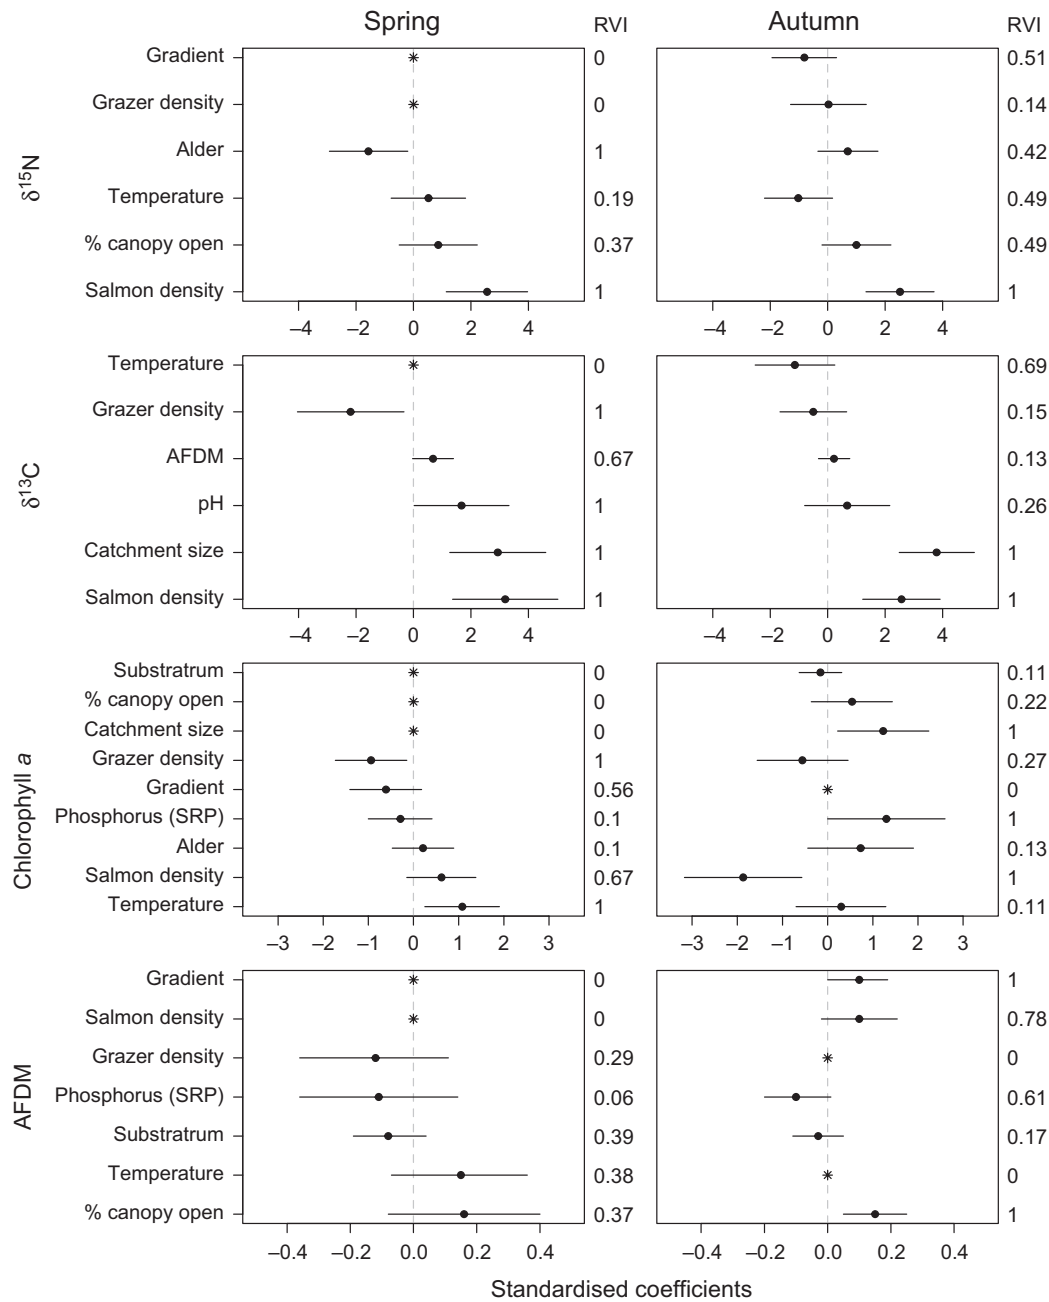 Spring RVI Autumn RVI
δ15N
Gradient 0 0.51
Grazer density 0 0.14
Alder 1 0.42
Temperature 0.19 0.49
% canopy open 0.37 0.49
Salmon density 1 1
–4 –2 0 2 4 –4 –2 0 2 4
δ13C
Temperature 0 0.69
Grazer density 1 0.15
AFDM 0.67 0.13
pH 1 0.26
Catchment size 1 1
Salmon density 1 1
–4 –2 0 2 4 –4 –2 0 2 4
Chlorophyll a
Substratrum 0 0.11
% canopy open 0 0.22
Catchment size 0 1
Grazer density 1 0.27
Gradient 0.56 0
Phosphorus (SRP) 0.1 1
Alder 0.1 0.13
Salmon density 0.67 1
Temperature 1 0.11
–3 –2 –1 0 1 2 3 –3 –2 –1 0 1 2 3
AFDM
Gradient 0 1
Salmon density 0 0.78
Grazer density 0.29 0
Phosphorus (SRP) 0.06 0.61
Substratrum 0.39 0.17
Temperature 0.38 0
% canopy open 0.37 1
–0.4 –0.2 0.0 0.2 0.4 –0.4 –0.2 0.0 0.2 0.4
Standardised coefficients